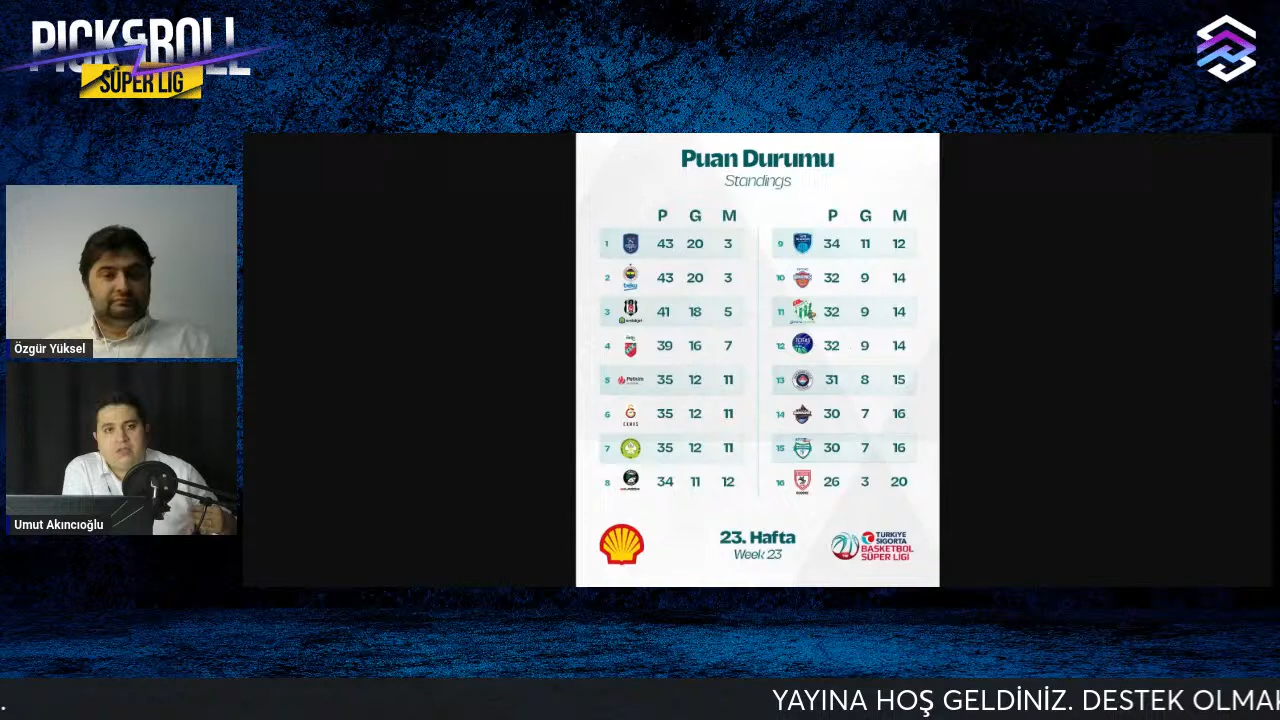 PICK&ROLL
SÜPER LIG
Özgür Yüksel
Umut Akıncıoğlu
Puan Durumu
Standings
P G M
1 43 20 3
2 43 20 3
3 41 18 5
4 39 16 7
5 35 12 11
6 35 12 11
7 35 12 11
8 34 11 12
P G M
9 34 11 12
10 32 9 14
11 32 9 14
12 32 9 14
13 31 8 15
14 30 7 16
15 30 7 16
16 26 3 20
23. Hafta
Week 23
TÜRKİYE
SİGORTA
BASKETBOL
SÜPER LİGİ
. YAYINA HOŞ GELDİNİZ. DESTEK OLMAK